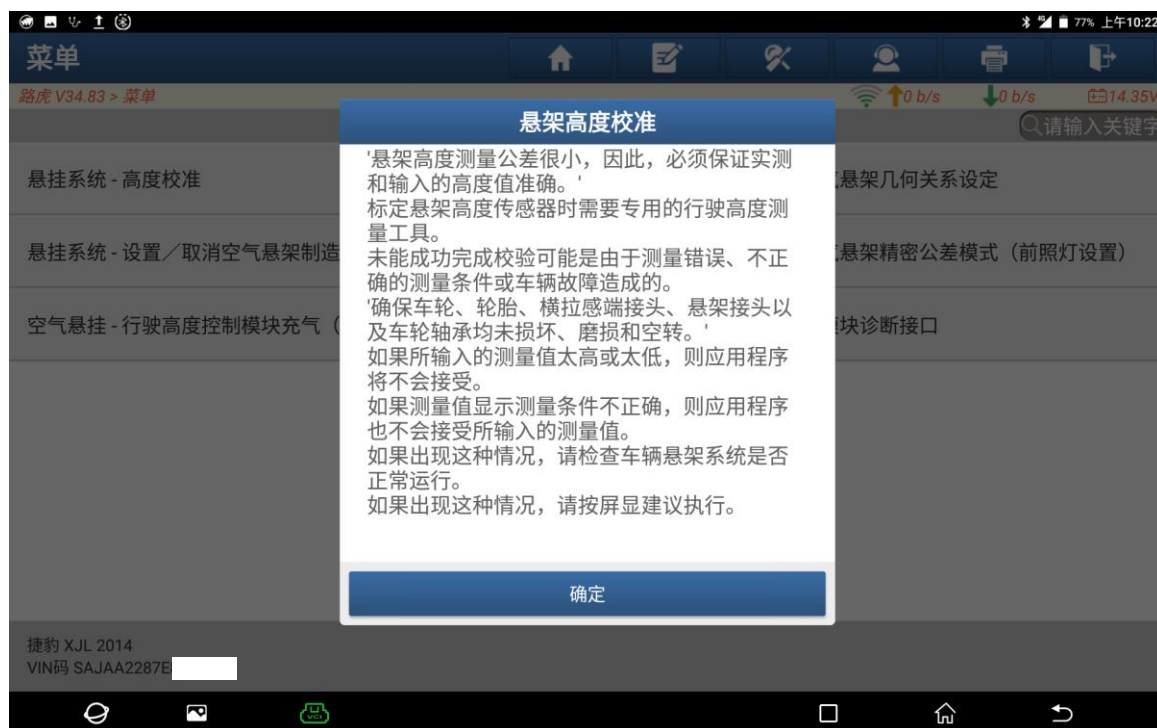 77% 上午10:22
菜单
路虎 V34.83 > 菜单
0 b/s
0 b/s
14.35V
请输入关键字
悬架高度校准
'悬架高度测量公差很小，因此，必须保证实测
和输入的高度值准确。'
标定悬架高度传感器时需要专用的行驶高度测
量工具。
未能成功完成校验可能是由于测量错误、不正
确的测量条件或车辆故障造成的。
'确保车轮、轮胎、横拉感端接头、悬架接头以
及车轮轴承均未损坏、磨损和空转。'
如果所输入的测量值太高或太低，则应用程序
将不会接受。
如果测量值显示测量条件不正确，则应用程序
也不会接受所输入的测量值。
如果出现这种情况，请检查车辆悬架系统是否
正常运行。
如果出现这种情况，请按屏显建议执行。
确定
悬挂系统 - 高度校准
悬架几何关系设定
悬挂系统 - 设置／取消空气悬架制造
悬架精密公差模式（前照灯设置）
空气悬挂 - 行驶高度控制模块充气（
块诊断接口
捷豹 XJL 2014
VIN码 SAJAA2287E
VCI